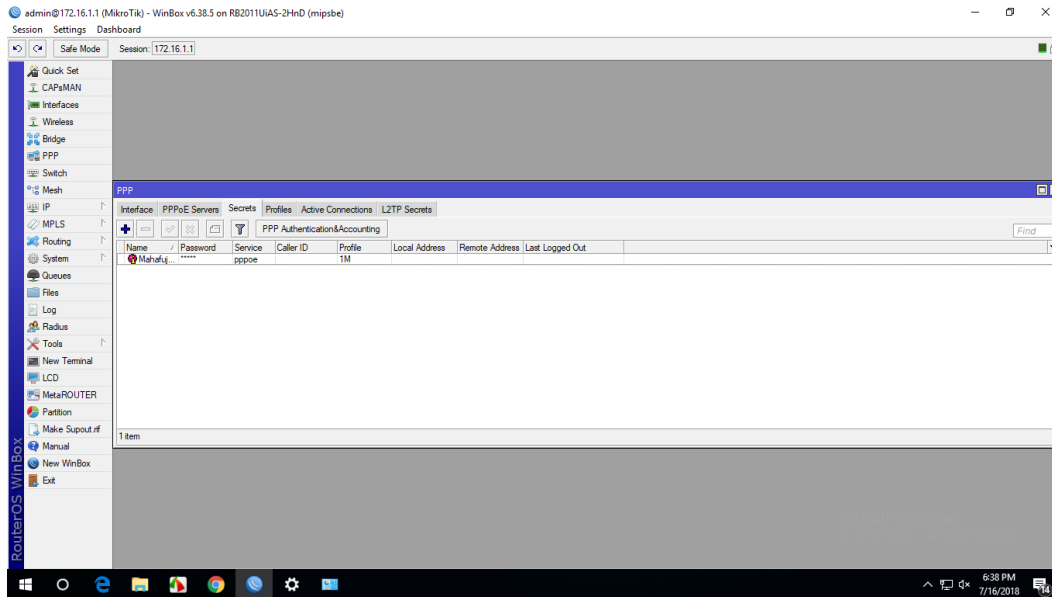 admin@172.16.1.1 (MikroTik) - WinBox v6.38.5 on RB2011UiAS-2HnD (mipsbe)
Session Settings Dashboard
Safe Mode Session: 172.16.1.1
Quick Set
CAPsMAN
Interfaces
Wireless
Bridge
PPP
Switch
Mesh
IP
MPLS
Routing
System
Queues
Files
Log
Radius
Tools
New Terminal
LCD
MetaROUTER
Partition
Make Supout.rif
Manual
New WinBox
Exit
RouterOS WinBox
PPP
Interface PPPoE Servers Secrets Profiles Active Connections L2TP Secrets
PPP Authentication&Accounting Find
Name Password Service Caller ID Profile Local Address Remote Address Last Logged Out
Mahafuj... ***** pppoe 1M
1 item
6:38 PM
7/16/2018
14